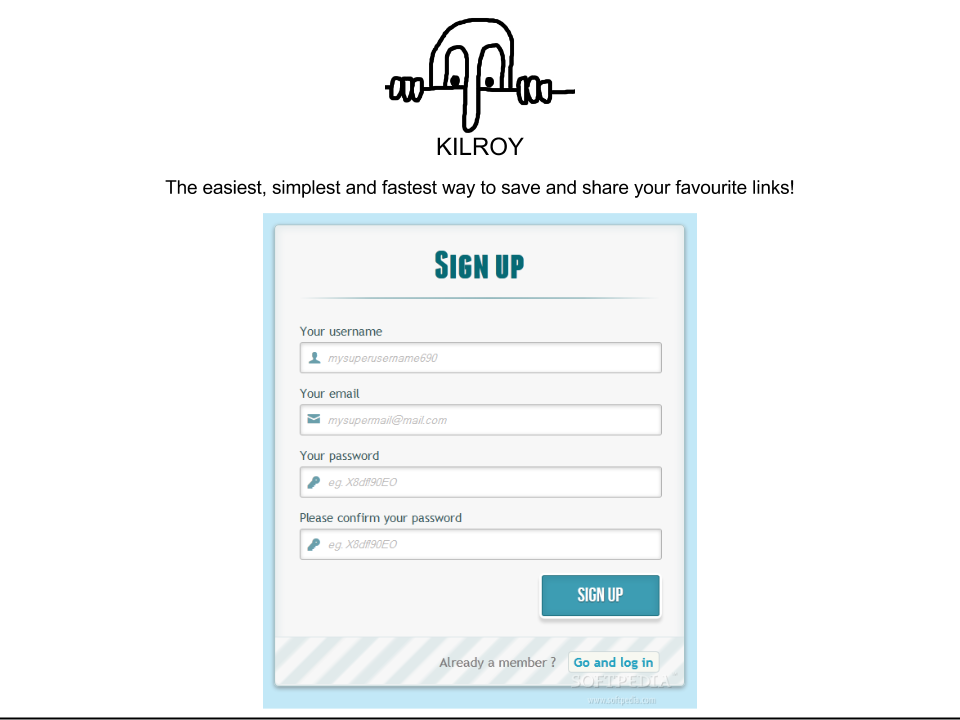 KILROY
The easiest, simplest and fastest way to save and share your favourite links!
SIGN UP
Your username
mysuperusername690
Your email
mysupermail@mail.com
Your password
eg. X8df!90EO
Please confirm your password
eg. X8df!90EO
SIGN UP
Already a member ? Go and log in
SOFTPEDIA
www.softpedia.com